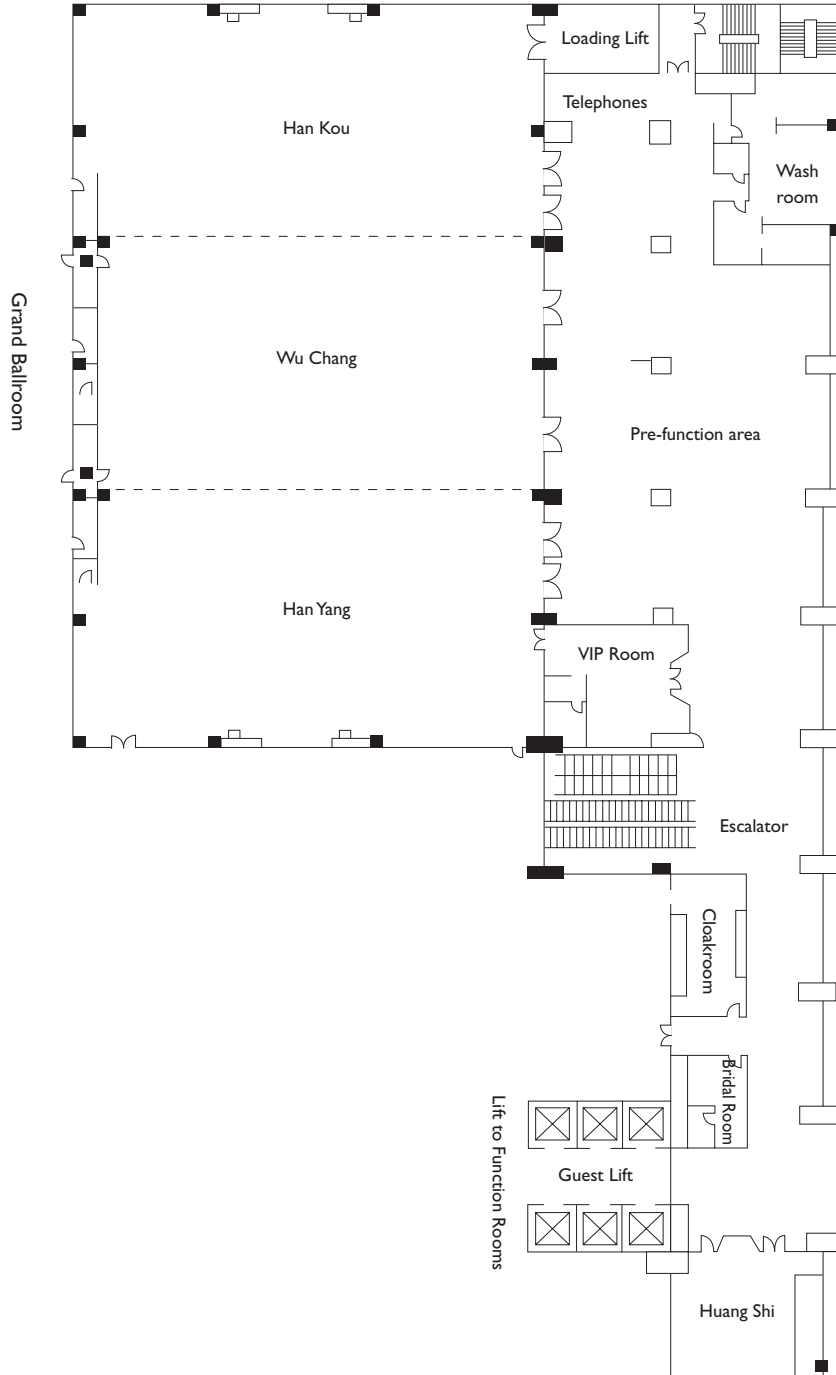 Loading Lift
Telephones
Han Kou
Wash
room
Grand Ballroom
Wu Chang
Pre-function area
Han Yang
VIP Room
Escalator
Cloakroom
Bridal Room
Lift to Function Rooms
Guest Lift
Huang Shi